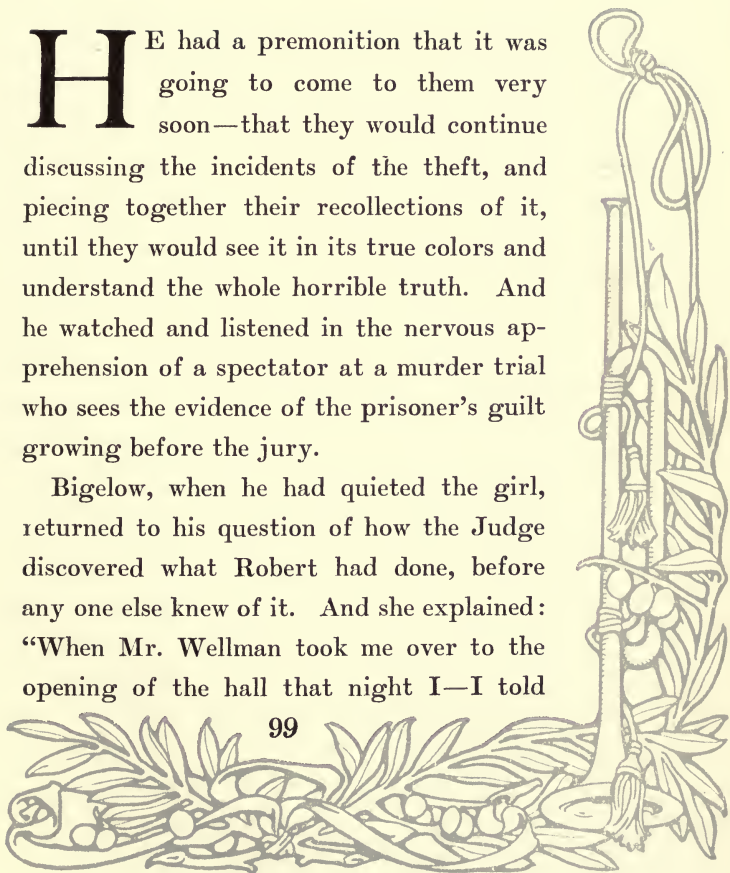 HE had a premonition that it was
going to come to them very
soon—that they would continue
discussing the incidents of the theft, and
piecing together their recollections of it,
until they would see it in its true colors and
understand the whole horrible truth. And
he watched and listened in the nervous ap-
prehension of a spectator at a murder trial
who sees the evidence of the prisoner's guilt
growing before the jury.
Bigelow, when he had quieted the girl,
returned to his question of how the Judge
discovered what Robert had done, before
any one else knew of it. And she explained:
“When Mr. Wellman took me over to the
opening of the hall that night I—I told
99